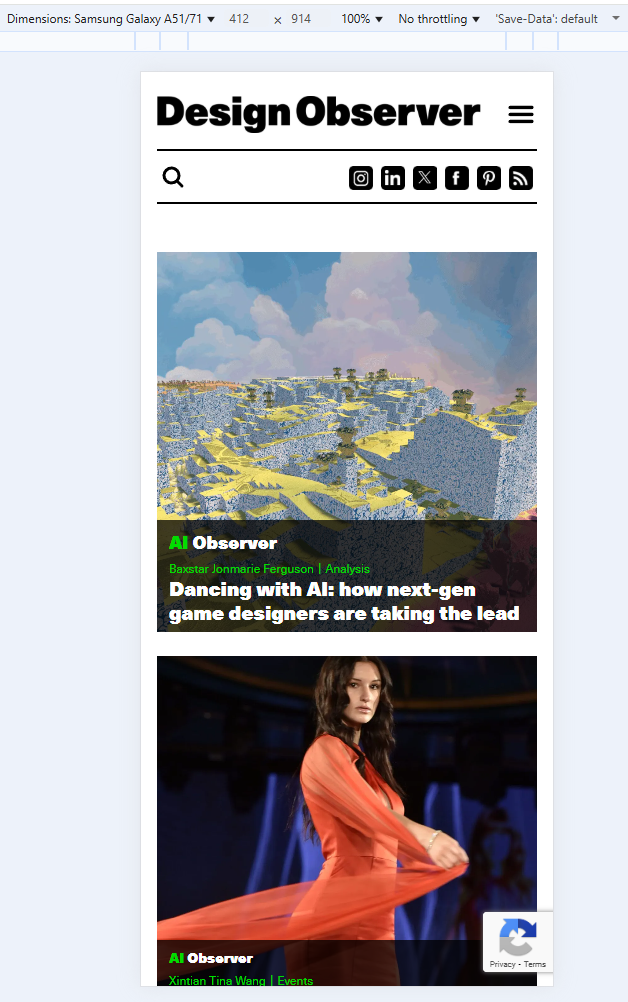 Dimensions: Samsung Galaxy A51/71 ▼ 412 × 914 100% ▼ No throttling ▼ 'Save-Data': default ▼
Design Observer
AI Observer
Baxstar Jonmarie Ferguson | Analysis
Dancing with AI: how next-gen
game designers are taking the lead
AI Observer
Xintian Tina Wang | Events
Privacy - Terms